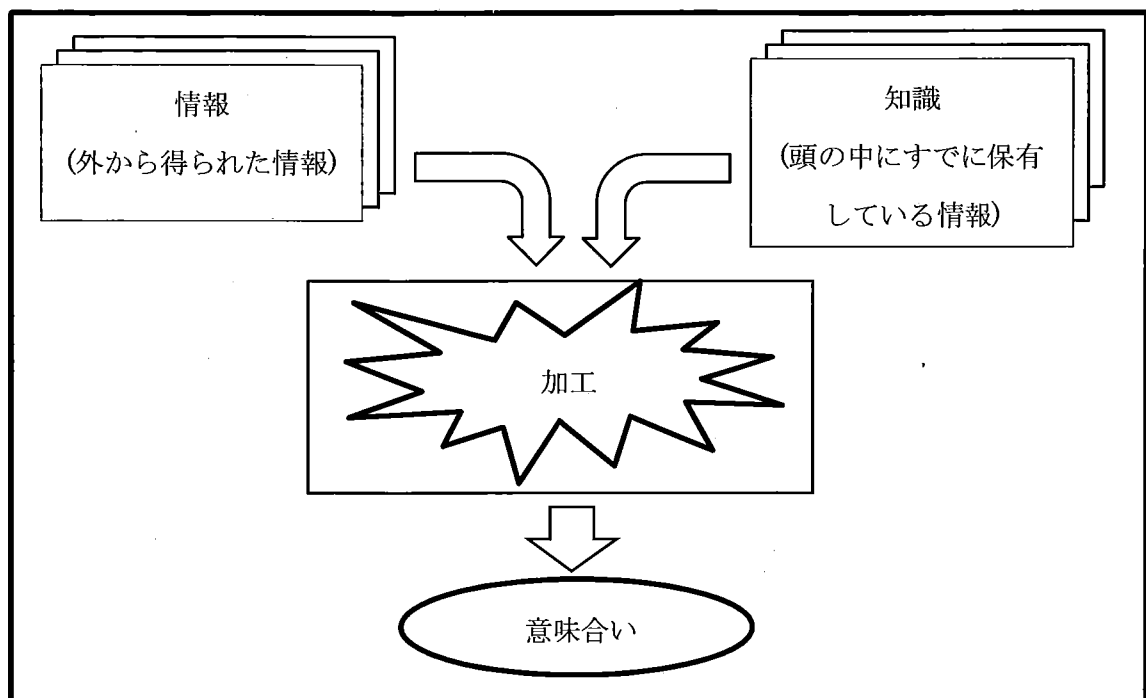 情報
(外から得られた情報)
知識
(頭の中にすでに保有
している情報)
加工
意味合い